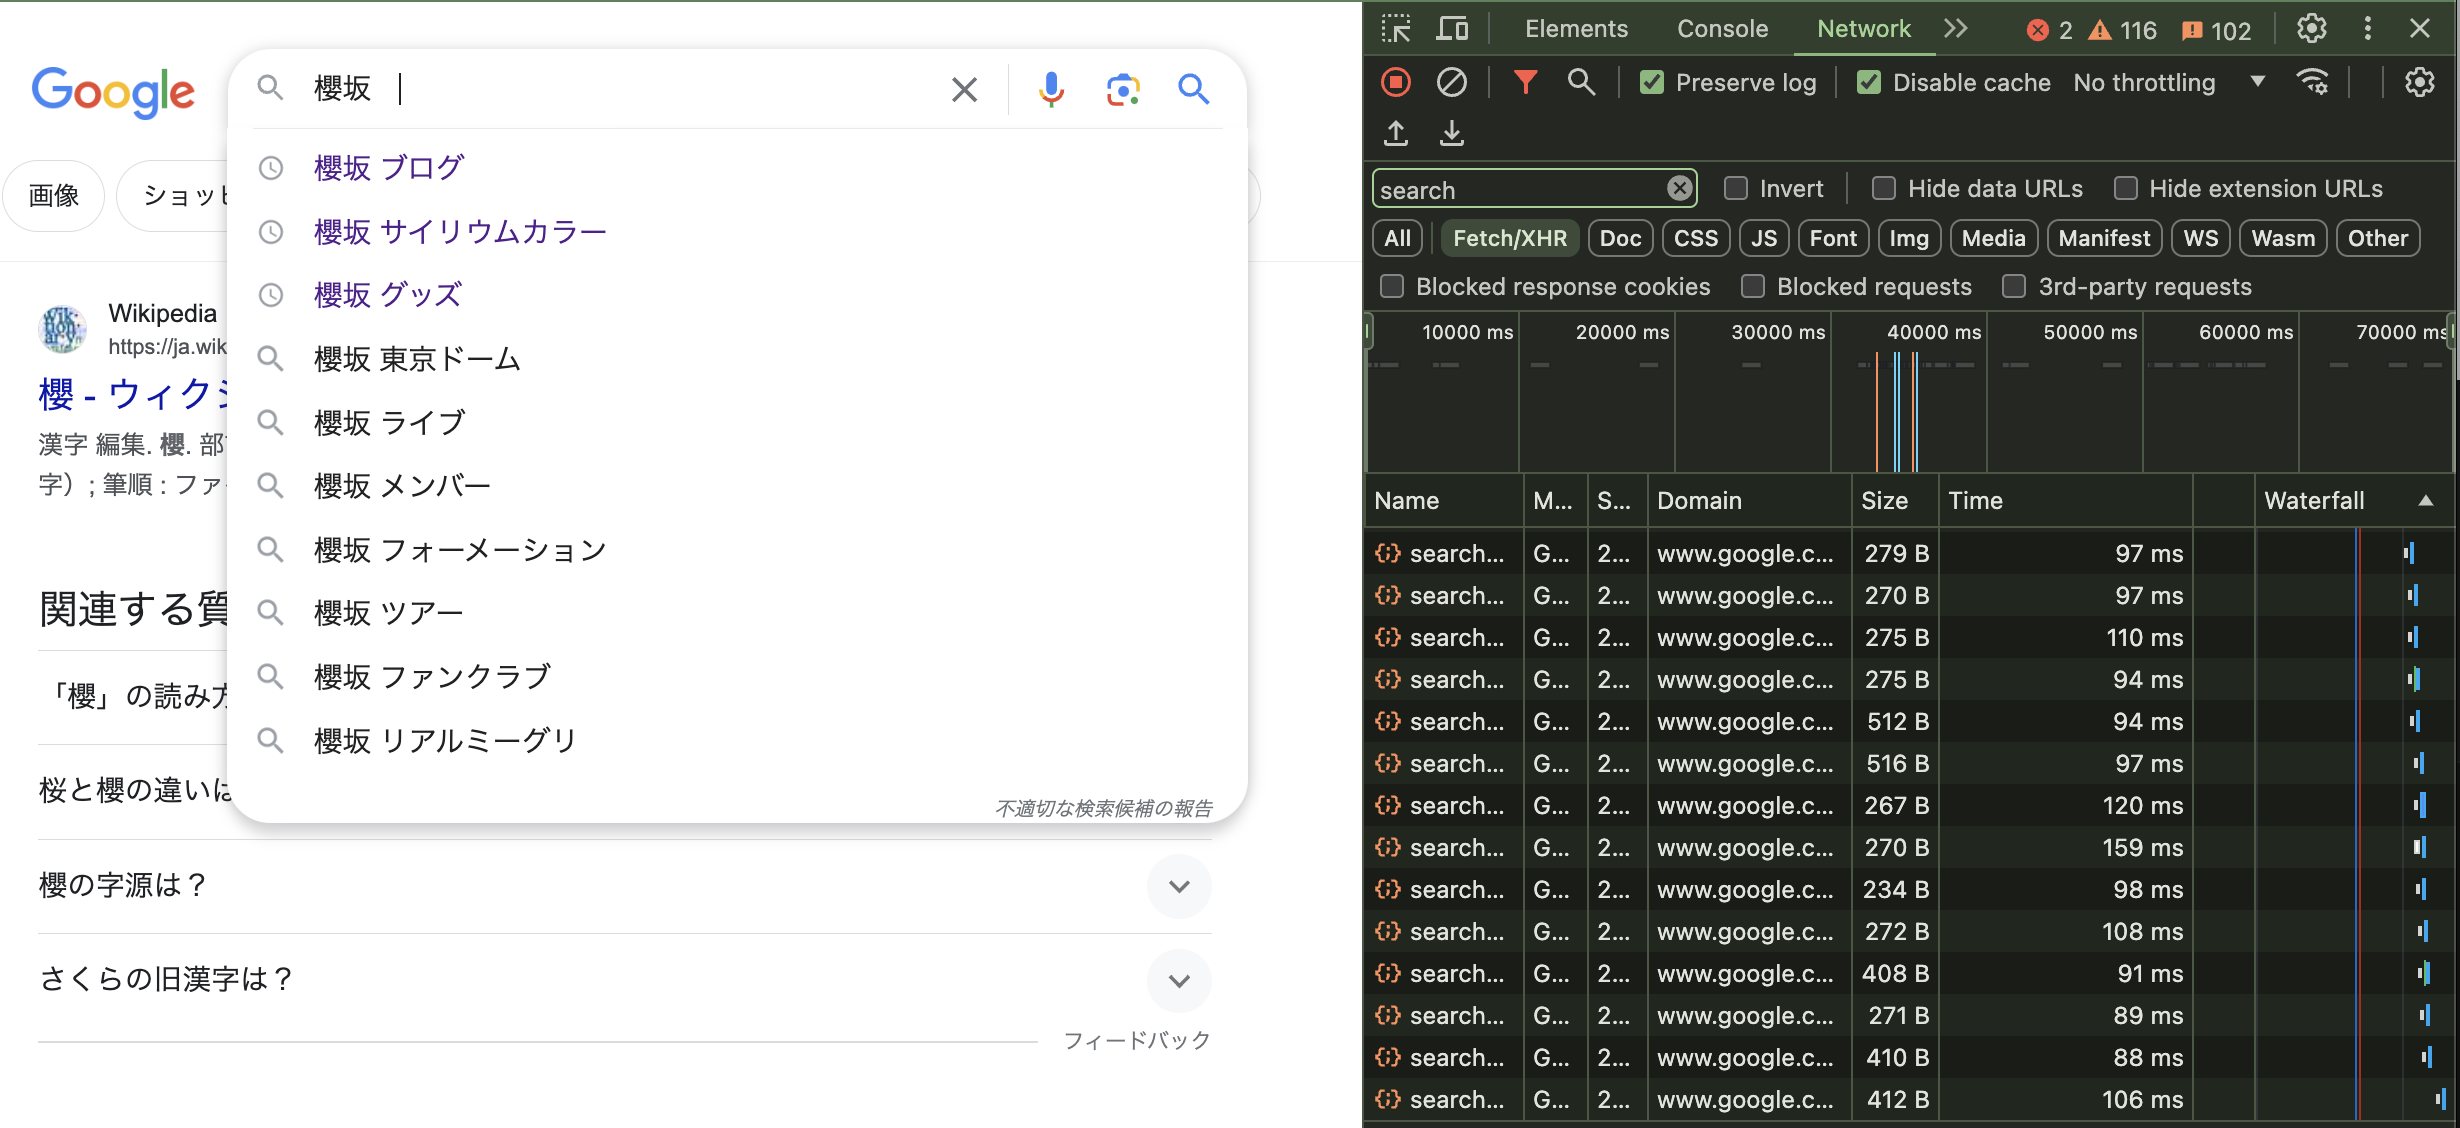 Google
櫻坂
櫻坂 ブログ
櫻坂 サイリウムカラー
櫻坂 グッズ
櫻坂 東京ドーム
櫻坂 ライブ
櫻坂 メンバー
櫻坂 フォーメーション
櫻坂 ツアー
櫻坂 ファンクラブ
櫻坂 リアルミーグリ
不適切な検索候補の報告
画像
ショッピ
Wikipedia
https://ja.wik
櫻 - ウィクシ
漢字 編集. 櫻. 部
字) ; 筆順 : ファ
関連する質
「櫻」の読み方
桜と櫻の違いは
櫻の字源は？
さくらの旧漢字は？
フィードバック
Elements Console Network 2 116 102
Preserve log Disable cache No throttling
search Invert Hide data URLs Hide extension URLs
All Fetch/XHR Doc CSS JS Font Img Media Manifest WS Wasm Other
Blocked response cookies Blocked requests 3rd-party requests
10000 ms 20000 ms 30000 ms 40000 ms 50000 ms 60000 ms 70000 ms
Name M... S... Domain Size Time Waterfall
search... G... 2... www.google.c... 279 B 97 ms
search... G... 2... www.google.c... 270 B 97 ms
search... G... 2... www.google.c... 275 B 110 ms
search... G... 2... www.google.c... 275 B 94 ms
search... G... 2... www.google.c... 512 B 94 ms
search... G... 2... www.google.c... 516 B 97 ms
search... G... 2... www.google.c... 267 B 120 ms
search... G... 2... www.google.c... 270 B 159 ms
search... G... 2... www.google.c... 234 B 98 ms
search... G... 2... www.google.c... 272 B 108 ms
search... G... 2... www.google.c... 408 B 91 ms
search... G... 2... www.google.c... 271 B 89 ms
search... G... 2... www.google.c... 410 B 88 ms
search... G... 2... www.google.c... 412 B 106 ms